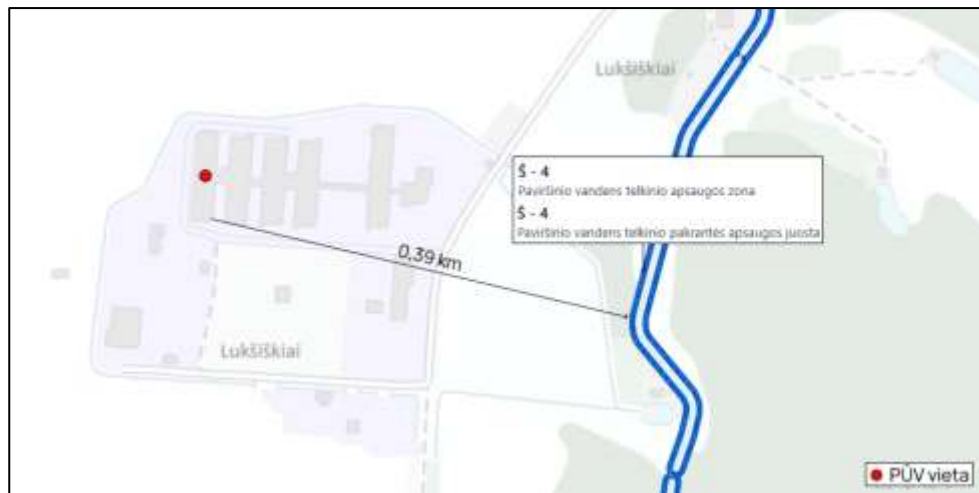 Lukšiškiai
Š - 4
Paviršinio vandens telkinio apsaugos zona
Š - 4
Paviršinio vandens telkinio pakrantės apsaugos juosta
0,39 km
Lukšiškiai
PŪV vieta